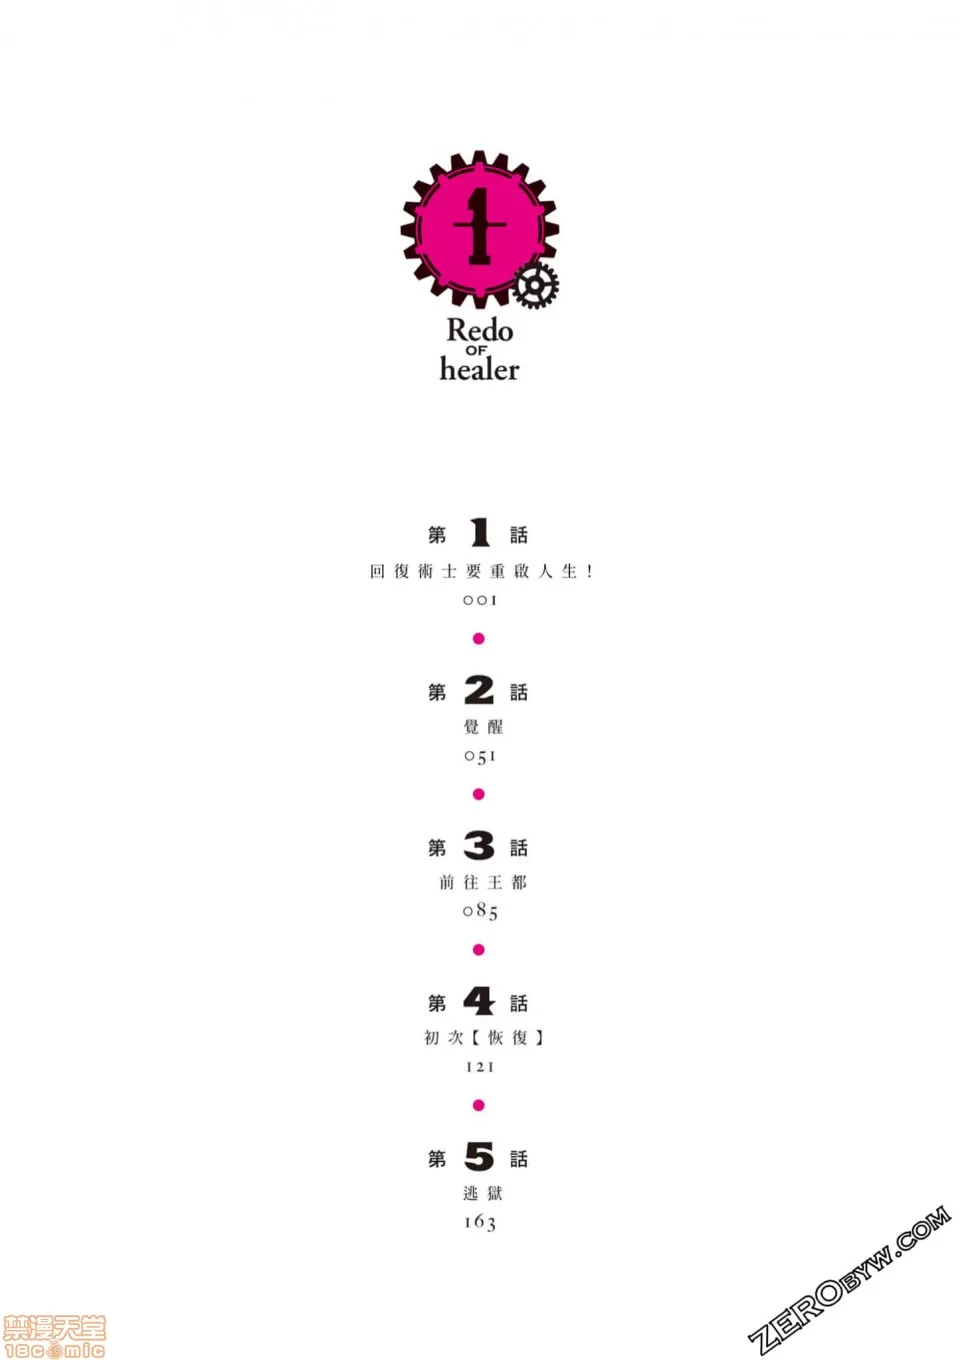 1
Redo
OF
healer
第1話
回復術士要重啟人生！
001
第2話
覺醒
051
第3話
前往王都
085
第4話
初次【恢復】
121
第5話
逃獄
163
ZEROBYW.COM
禁漫天堂
18comic